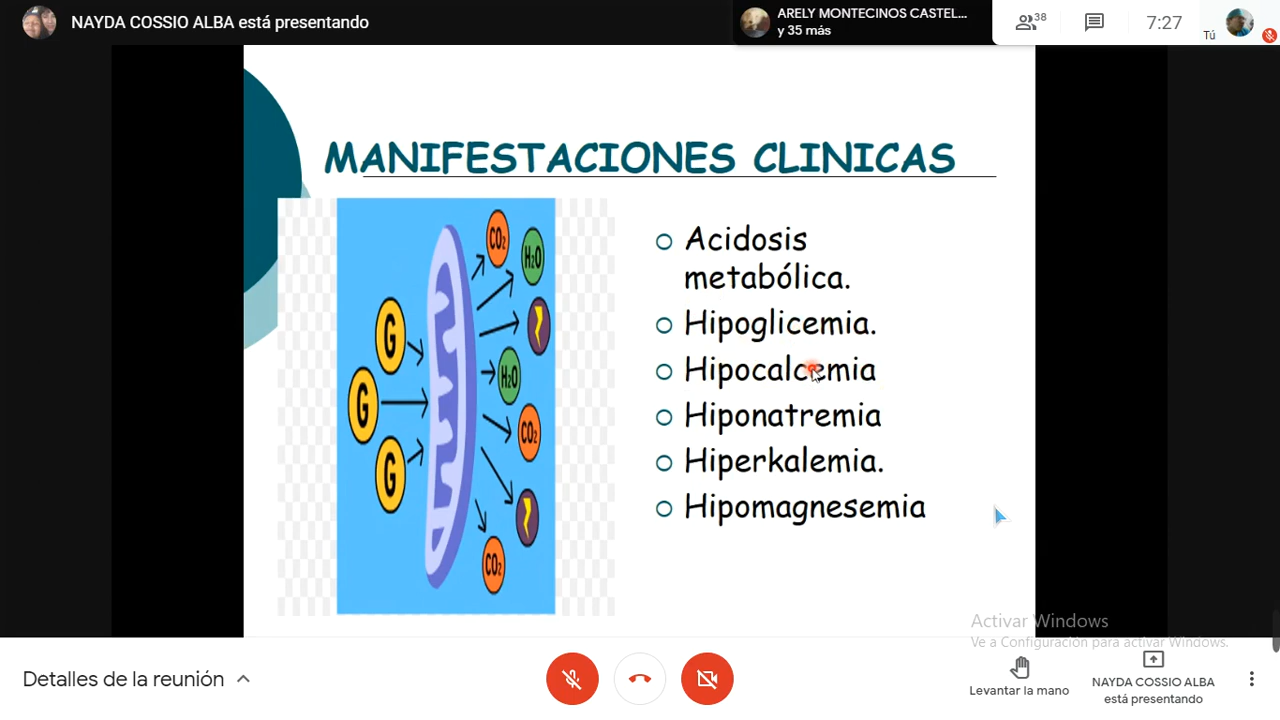 NAYDA COSSIO ALBA está presentando
ARELY MONTECINOS CASTEL...
y 35 más
38
7:27
Tú
MANIFESTACIONES CLINICAS
G
G
G
CO₂
H₂O
H₂O
CO₂
CO₂
Acidosis
metabólica.
Hipoglicemia.
Hipocalcemia
Hiponatremia
Hiperkalemia.
Hipomagnesemia
Activar Windows
Ve a Configuración para activar Windows.
Detalles de la reunión
Levantar la mano
NAYDA COSSIO ALBA
está presentando